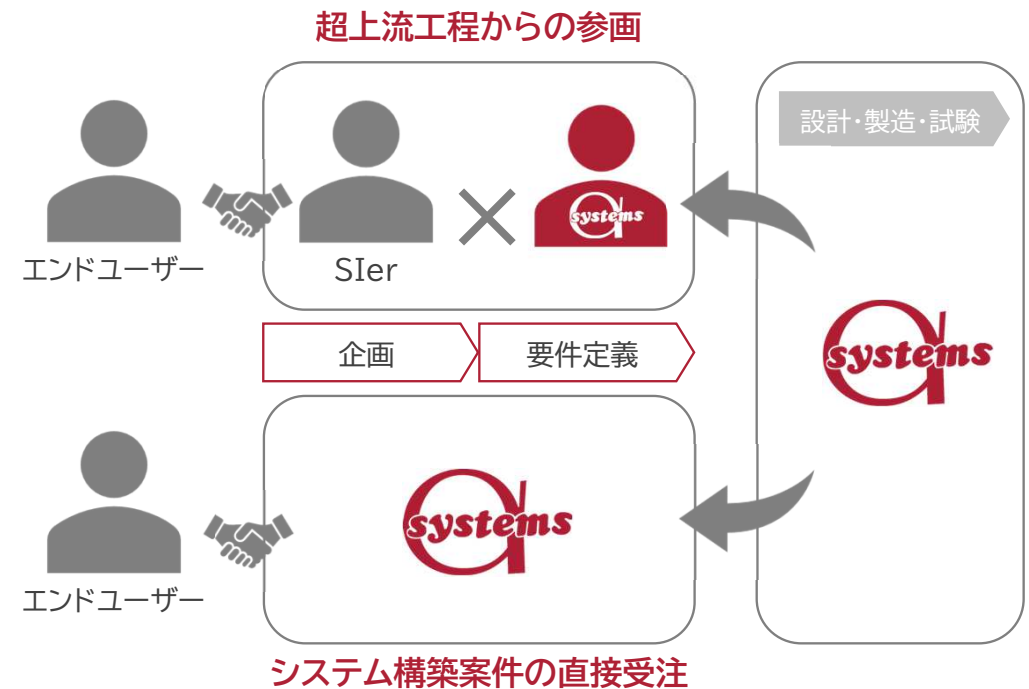 超上流工程からの参画
設計・製造・試験
systems
エンドユーザー
SIer
企画
要件定義
systems
systems
エンドユーザー
システム構築案件の直接受注